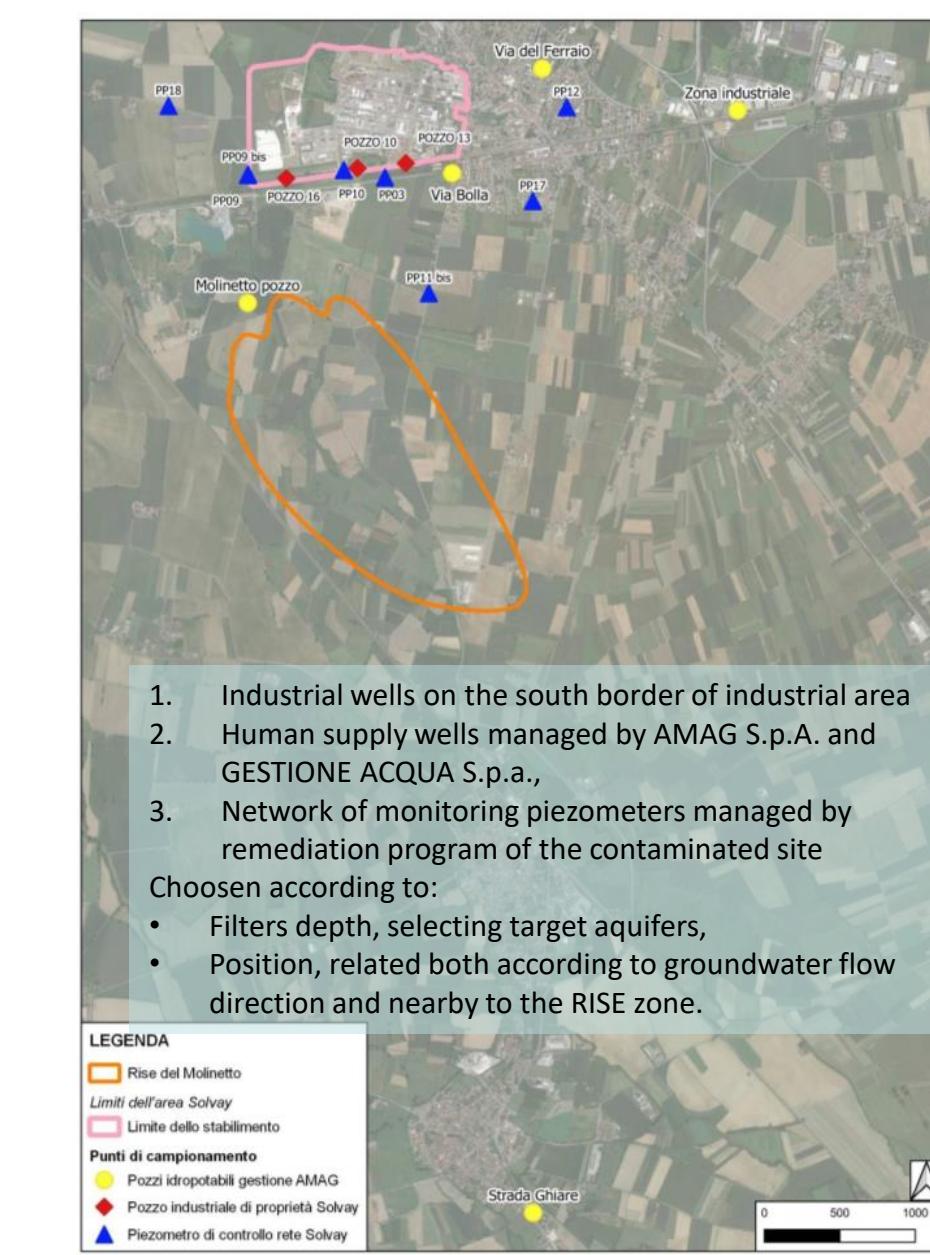 Via del Ferraio
PP18
PP12
Zona industriale
POZZO 10
POZZO 13
PP09 bis
PP09
POZZO 16
PP10
PP03
Via Bolla
PP17
Molinetto pozzo
PP11 bis
1. Industrial wells on the south border of industrial area
2. Human supply wells managed by AMAG S.p.A. and
GESTIONE ACQUA S.p.a.,
3. Network of monitoring piezometers managed by
remediation program of the contaminated site
Choosen according to:
• Filters depth, selecting target aquifers,
• Position, related both according to groundwater flow
direction and nearby to the RISE zone.
LEGENDA
Rise del Molinetto
Limiti dell'area Solvay
Limite dello stabilimento
Punti di campionamento
Pozzi idropotabili gestione AMAG
Pozzo industriale di proprietà Solvay
Piezometro di controllo rete Solvay
Strada Ghiare
0 500 1000